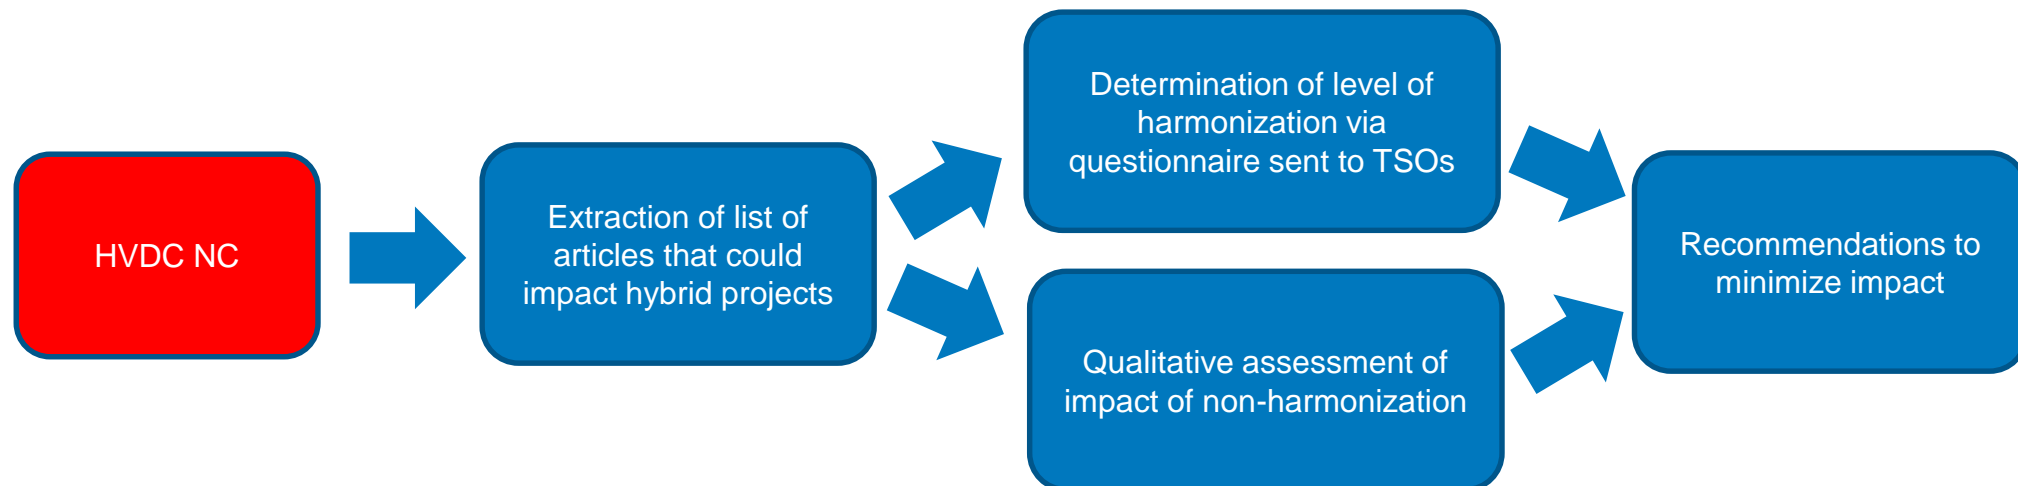 HVDC NC
Extraction of list of
articles that could
impact hybrid projects
Determination of level of
harmonization via
questionnaire sent to TSOs
Qualitative assessment of
impact of non-harmonization
Recommendations to
minimize impact